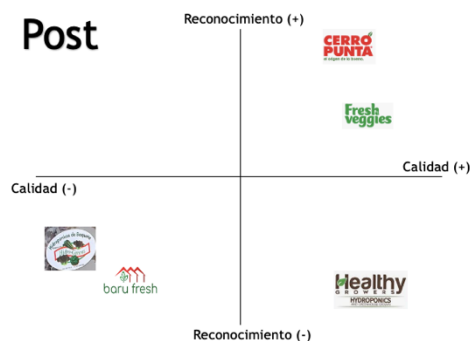 Post
Reconocimiento (+)
CERRO
PUNTA
Fresh
veggies
Calidad (+)
Calidad (-)
baru fresh
Healthy
GROWERS
HYDROPONICS
Reconocimiento (-)